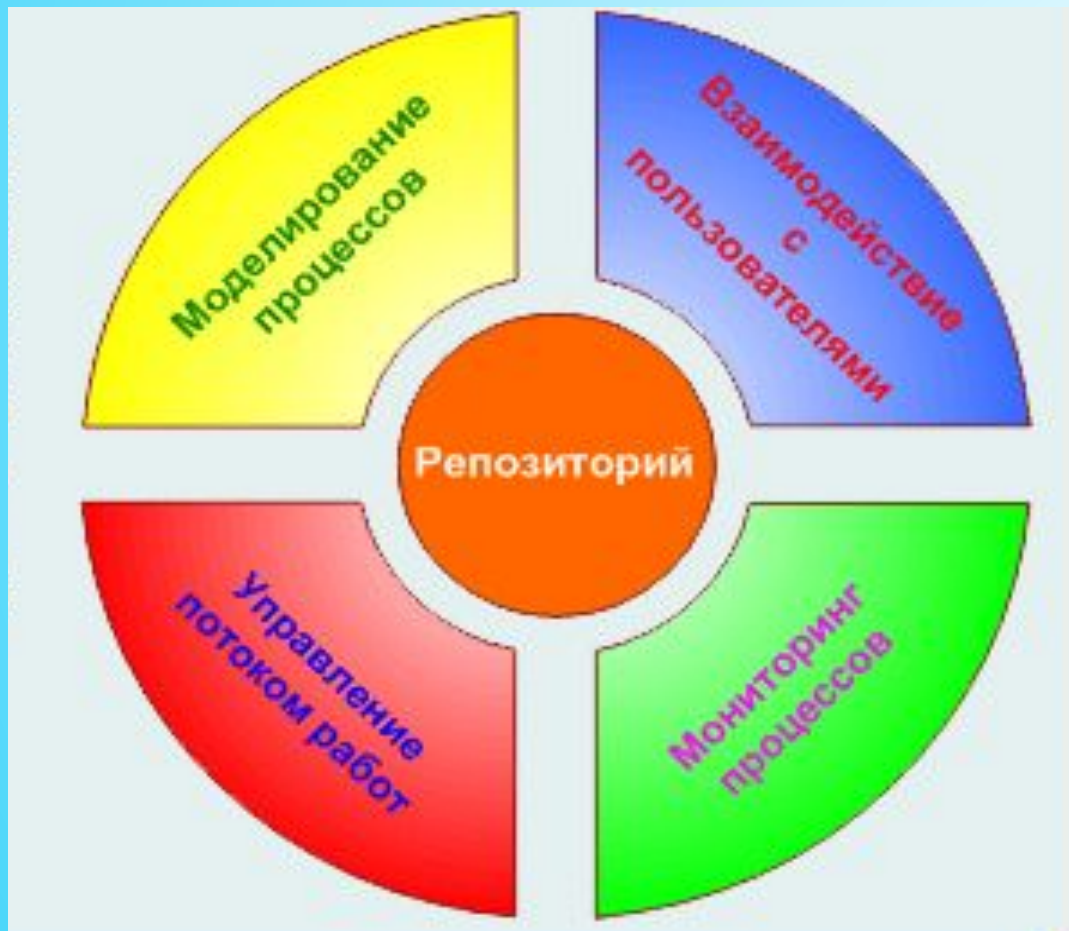 Моделирование
процессов
Взаимодействие
с
пользователями
Репозиторий
Управление
потоком работ
Мониторинг
процессов